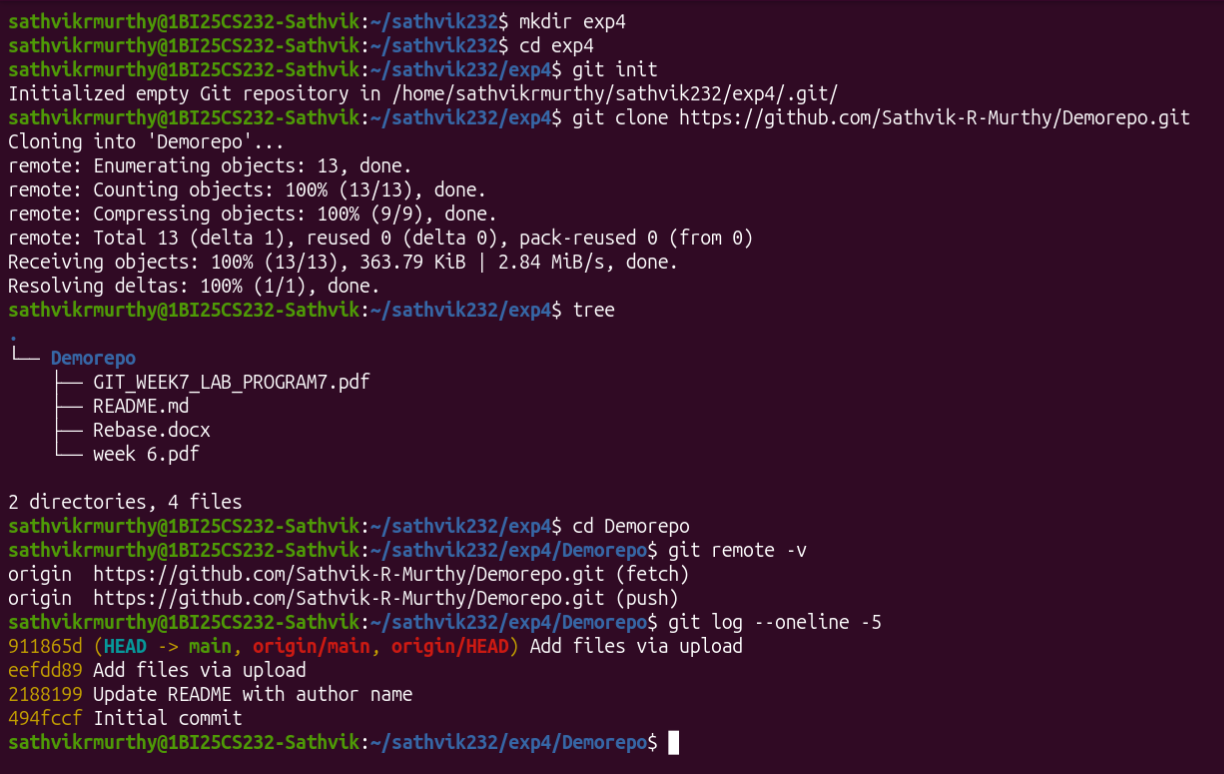 sathvikrmurthy@1BI25CS232-Sathvik:~/sathvik232$ mkdir exp4
sathvikrmurthy@1BI25CS232-Sathvik:~/sathvik232$ cd exp4
sathvikrmurthy@1BI25CS232-Sathvik:~/sathvik232/exp4$ git init
Initialized empty Git repository in /home/sathvikrmurthy/sathvik232/exp4/.git/
sathvikrmurthy@1BI25CS232-Sathvik:~/sathvik232/exp4$ git clone https://github.com/Sathvik-R-Murthy/Demorepo.git
Cloning into 'Demorepo'...
remote: Enumerating objects: 13, done.
remote: Counting objects: 100% (13/13), done.
remote: Compressing objects: 100% (9/9), done.
remote: Total 13 (delta 1), reused 0 (delta 0), pack-reused 0 (from 0)
Receiving objects: 100% (13/13), 363.79 KiB | 2.84 MiB/s, done.
Resolving deltas: 100% (1/1), done.
sathvikrmurthy@1BI25CS232-Sathvik:~/sathvik232/exp4$ tree
.
└── Demorepo
    ├── GIT_WEEK7_LAB_PROGRAM7.pdf
    ├── README.md
    ├── Rebase.docx
    └── week 6.pdf

2 directories, 4 files
sathvikrmurthy@1BI25CS232-Sathvik:~/sathvik232/exp4$ cd Demorepo
sathvikrmurthy@1BI25CS232-Sathvik:~/sathvik232/exp4/Demorepo$ git remote -v
origin  https://github.com/Sathvik-R-Murthy/Demorepo.git (fetch)
origin  https://github.com/Sathvik-R-Murthy/Demorepo.git (push)
sathvikrmurthy@1BI25CS232-Sathvik:~/sathvik232/exp4/Demorepo$ git log --oneline -5
911865d (HEAD -> main, origin/main, origin/HEAD) Add files via upload
eefdd89 Add files via upload
2188199 Update README with author name
494fccf Initial commit
sathvikrmurthy@1BI25CS232-Sathvik:~/sathvik232/exp4/Demorepo$